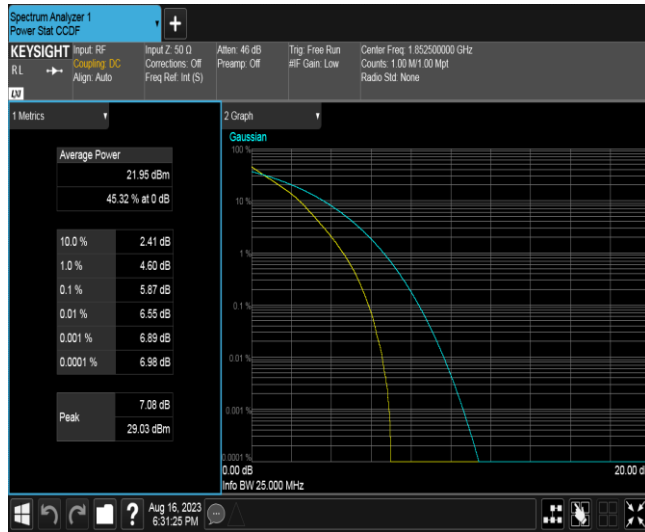 Spectrum Analyzer 1
Power Stat CCDF
+
KEYSIGHT
RL
LXI
Input: RF
Coupling: DC
Align: Auto
Input Z: 50 Ω
Corrections: Off
Freq Ref: Int (S)
Atten: 46 dB
Preamp: Off
Trig: Free Run
#IF Gain: Low
Center Freq: 1.852500000 GHz
Counts: 1.00 M/1.00 Mpt
Radio Std: None
1 Metrics
Average Power
21.95 dBm
45.32 % at 0 dB
10.0 % 2.41 dB
1.0 % 4.60 dB
0.1 % 5.87 dB
0.01 % 6.55 dB
0.001 % 6.89 dB
0.0001 % 6.98 dB
Peak
7.08 dB
29.03 dBm
2 Graph
Gaussian
100 %
10 %
1 %
0.1 %
0.01 %
0.001 %
0.0001 %
0.00 dB
20.00 d
Info BW 25.000 MHz
?
Aug 16, 2023
6:31:25 PM